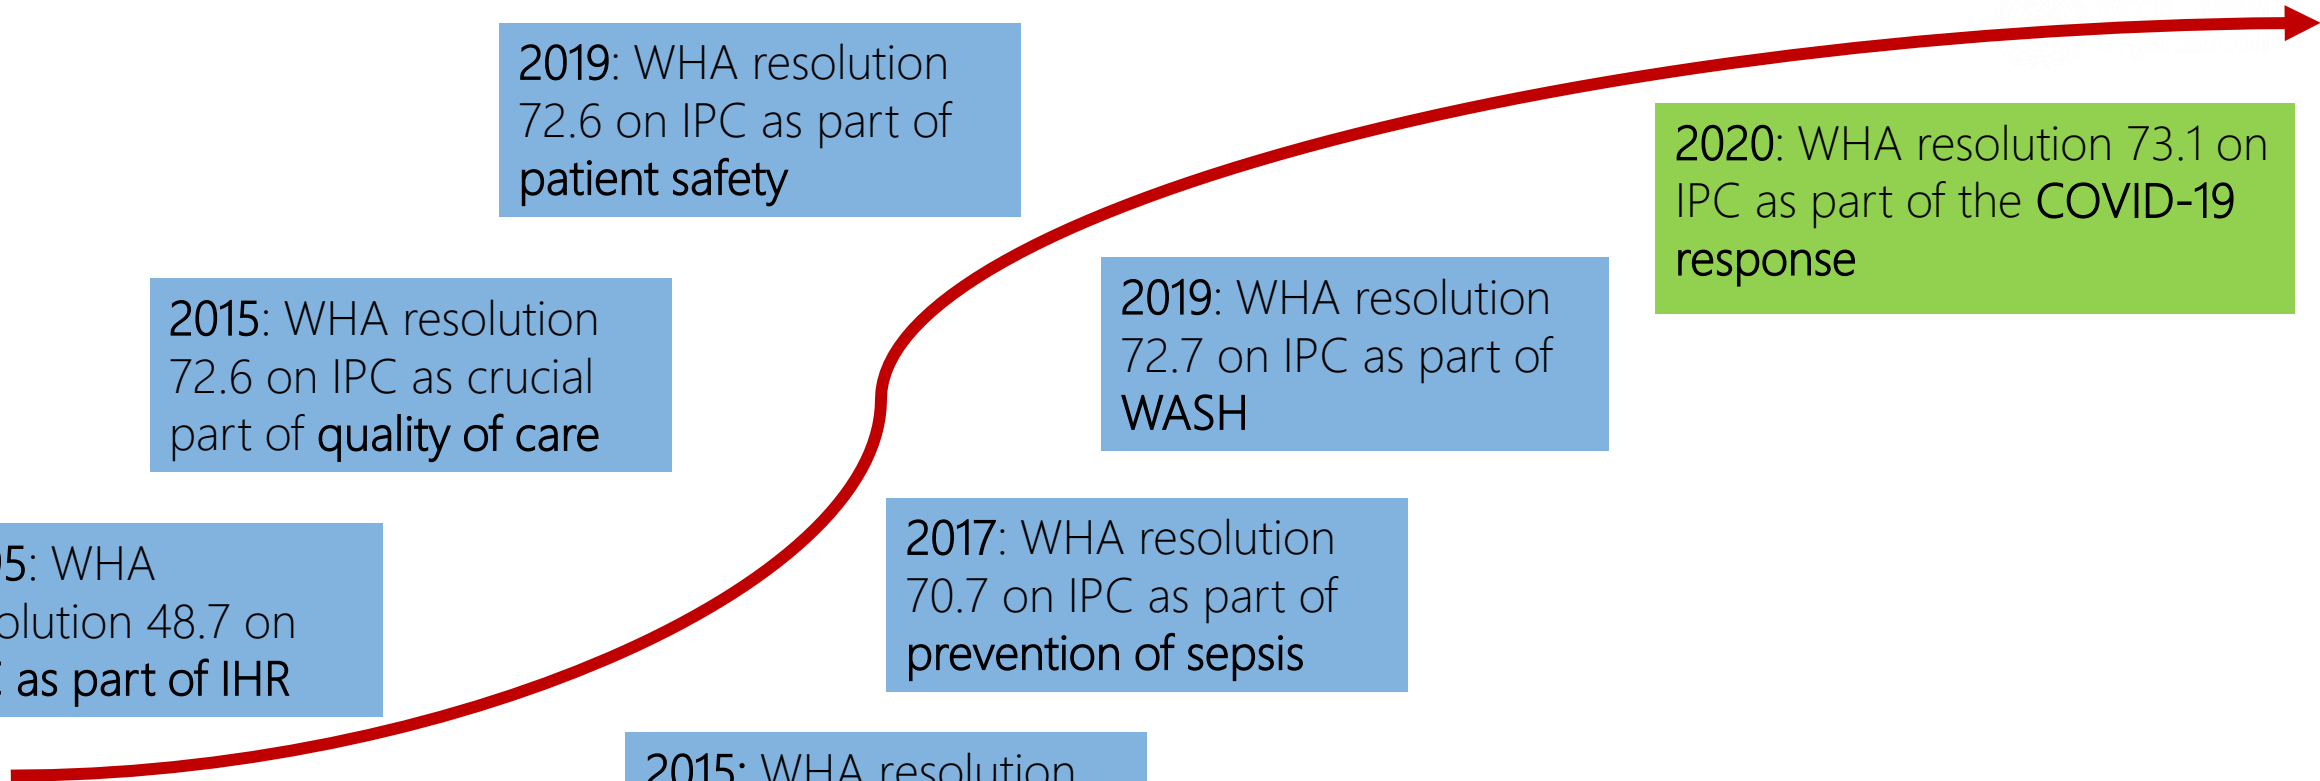 2019: WHA resolution
72.6 on IPC as part of
patient safety
2020: WHA resolution 73.1 on
IPC as part of the COVID-19
response
2015: WHA resolution
72.6 on IPC as crucial
part of quality of care
2019: WHA resolution
72.7 on IPC as part of
WASH
5: WHA
olution 48.7 on
as part of IHR
2017: WHA resolution
70.7 on IPC as part of
prevention of sepsis
2015: WHA resolution